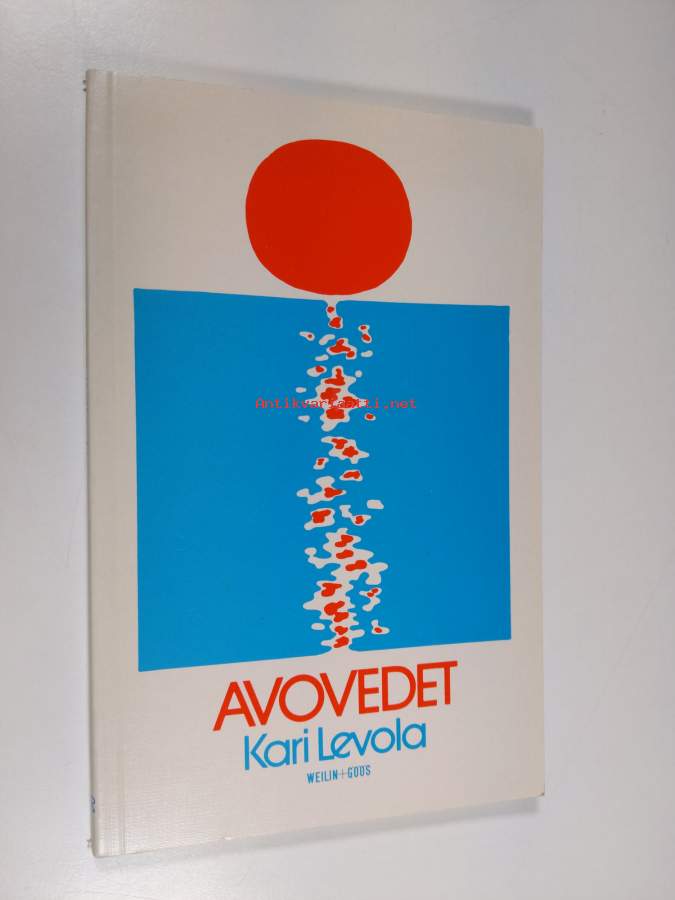 Antikvariaatti.net
AVOVEDET
Kari Levola
WEILIN+GÖÖS